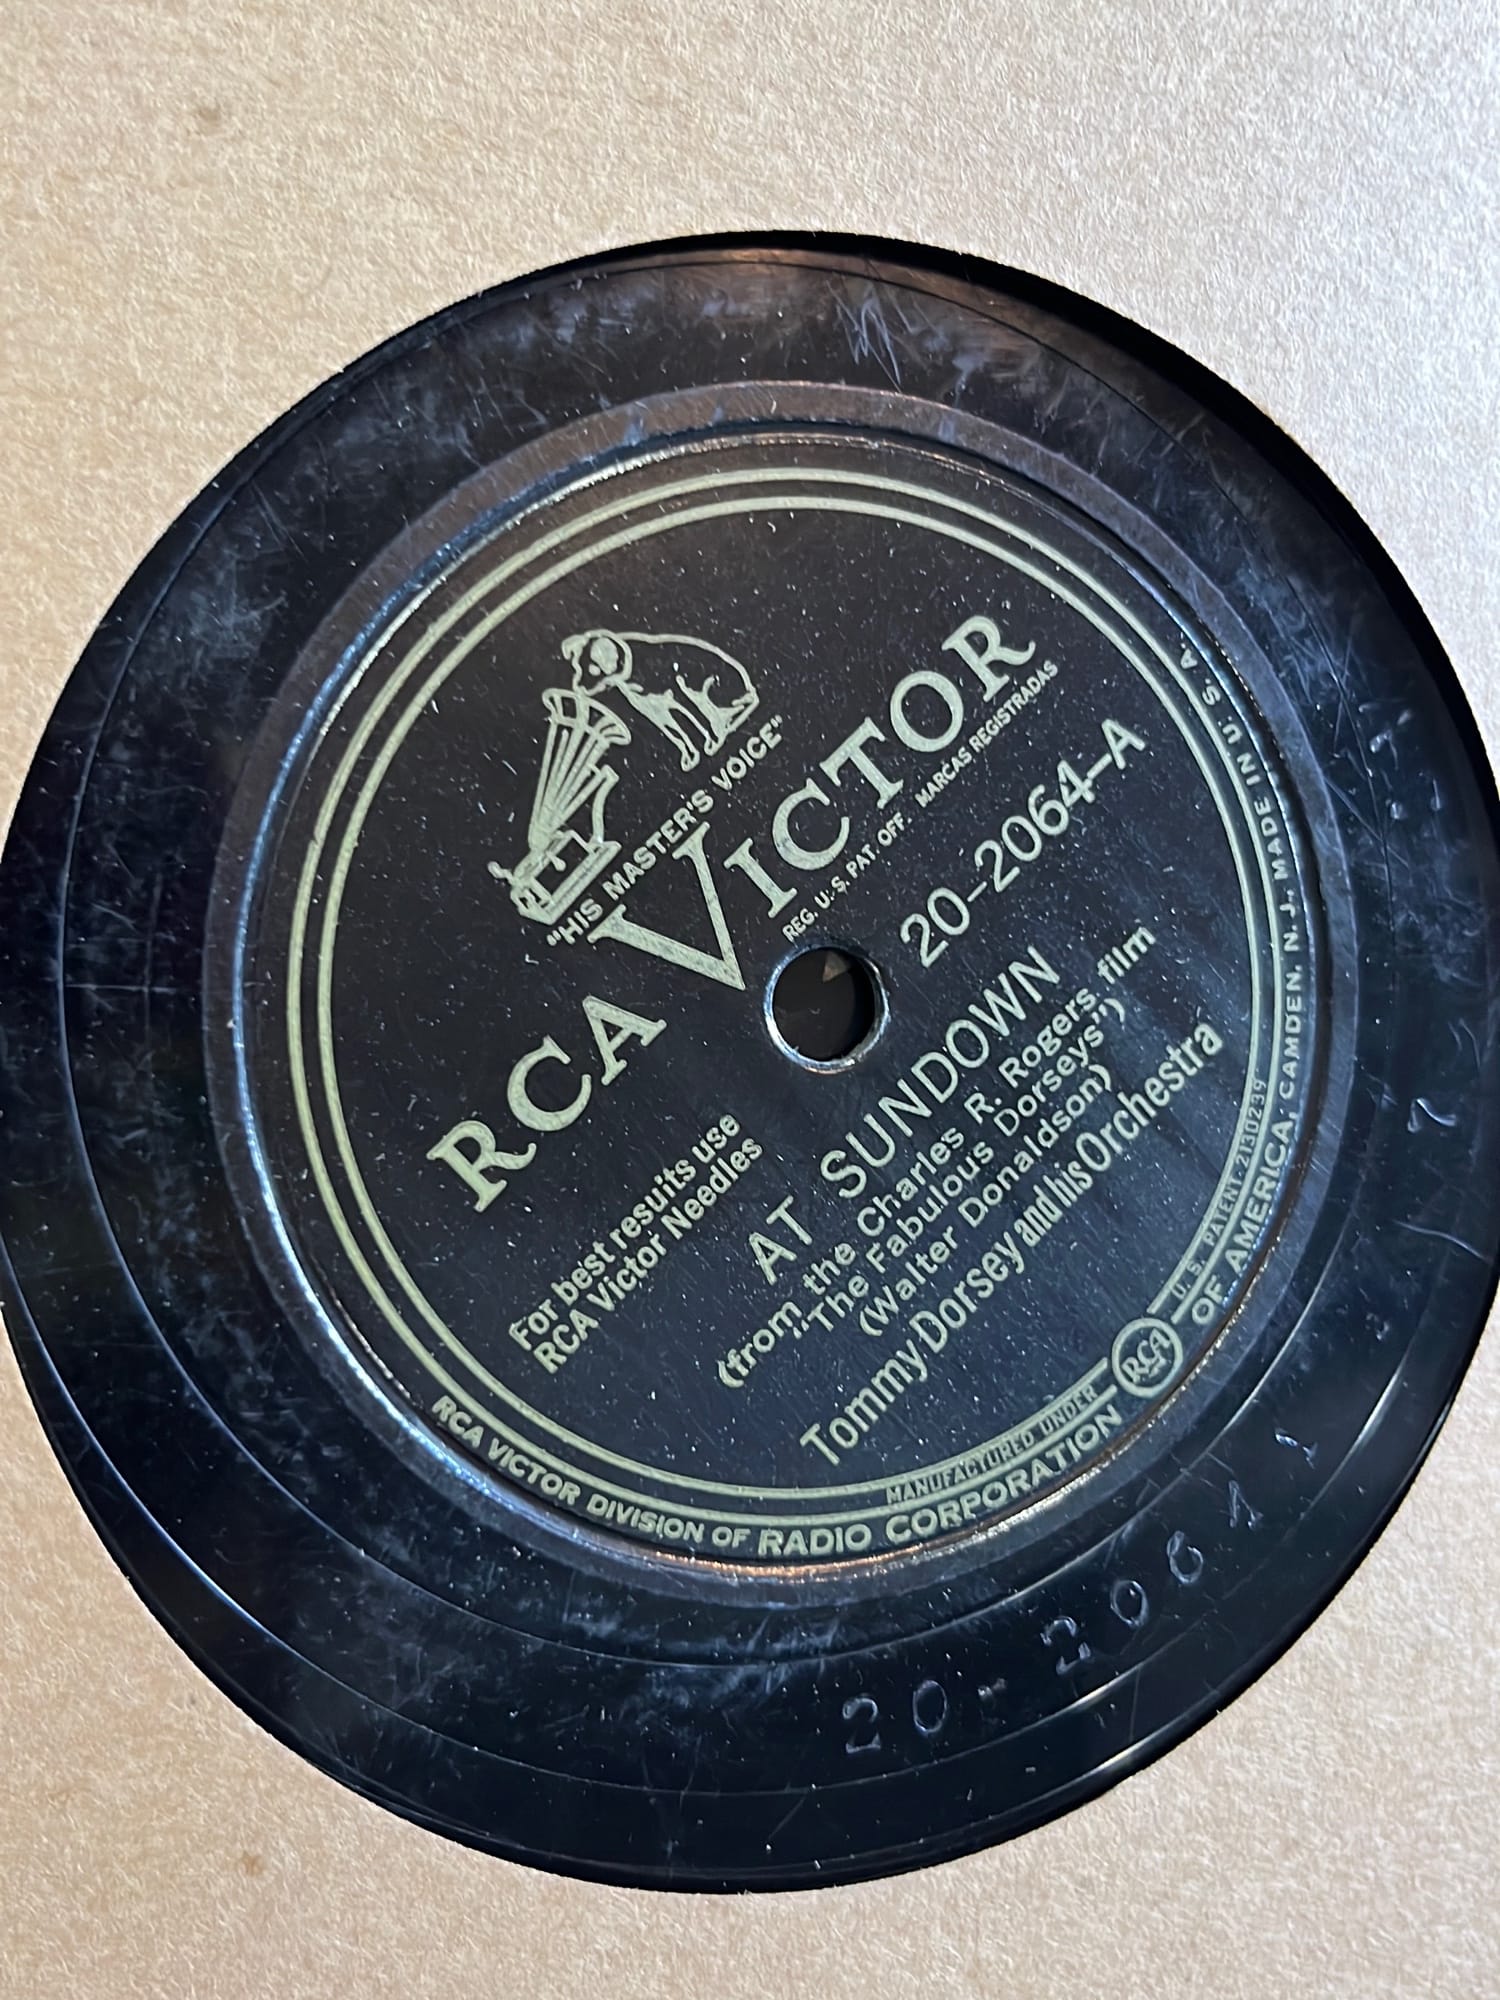 "HIS MASTER'S VOICE"
RCA VICTOR
REG. U.S. PAT. OFF. MARCAS REGISTRADAS
20-2064-A
For best results use
RCA Victor Needles
AT SUNDOWN
(from the Charles R. Rogers film
"The Fabulous Dorseys")
(Walter Donaldson)
Tommy Dorsey and his Orchestra
MANUFACTURED UNDER RCA U. S. PATENT. 2130239
RCA VICTOR DIVISION OF RADIO CORPORATION OF AMERICA, CAMDEN, N. J., MADE IN U. S. A.
20-2064